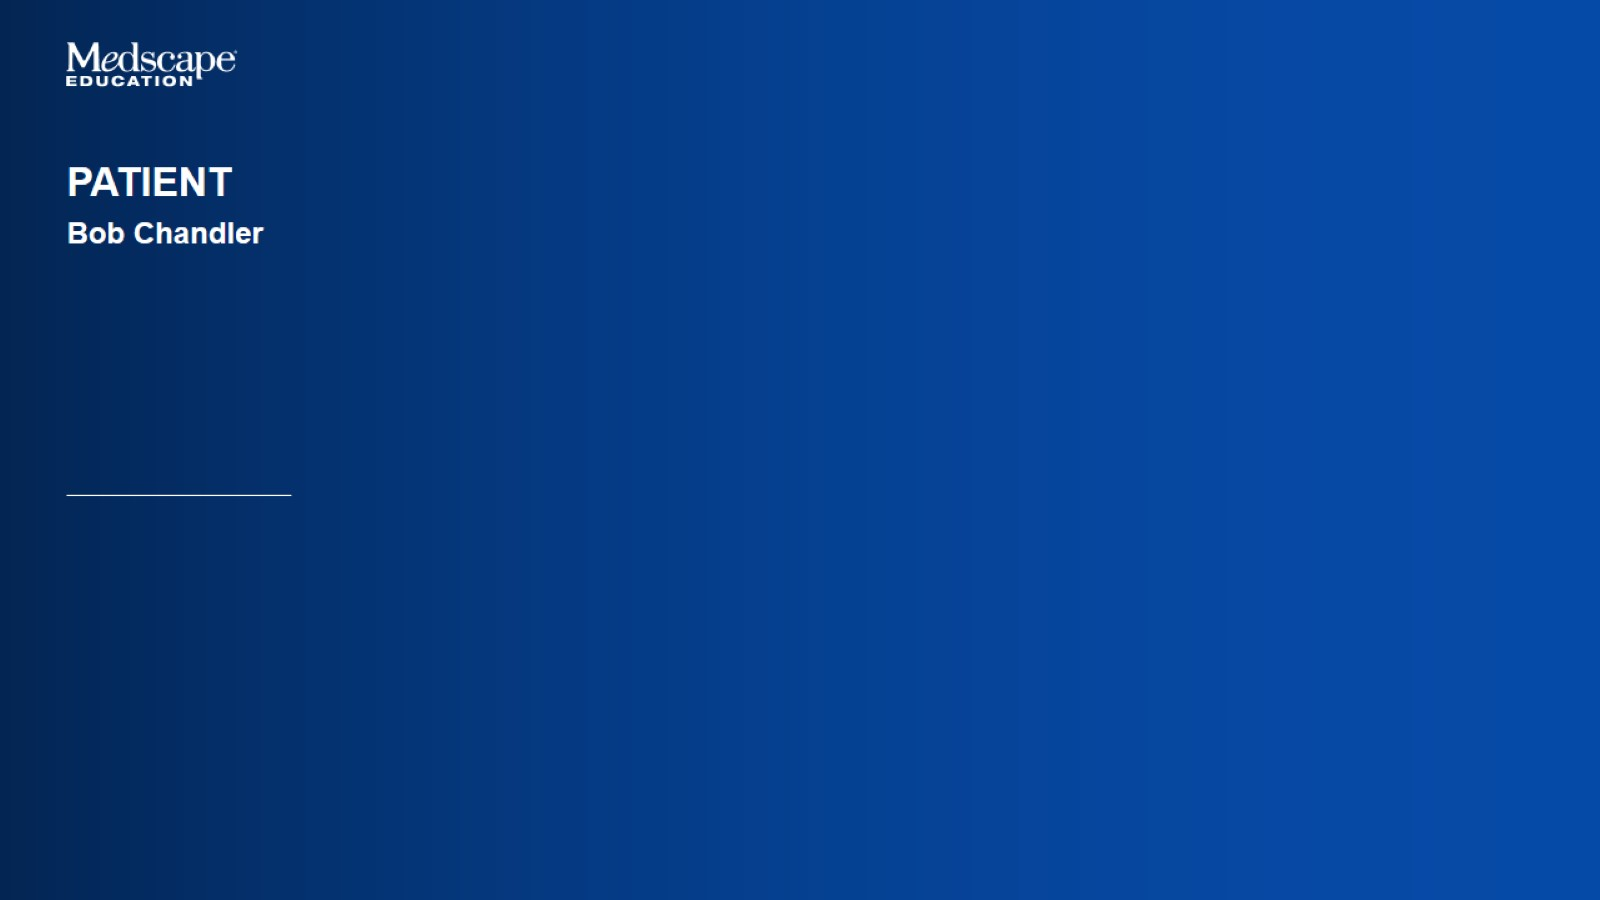 Medscape
EDUCATION
PATIENT
Bob Chandler